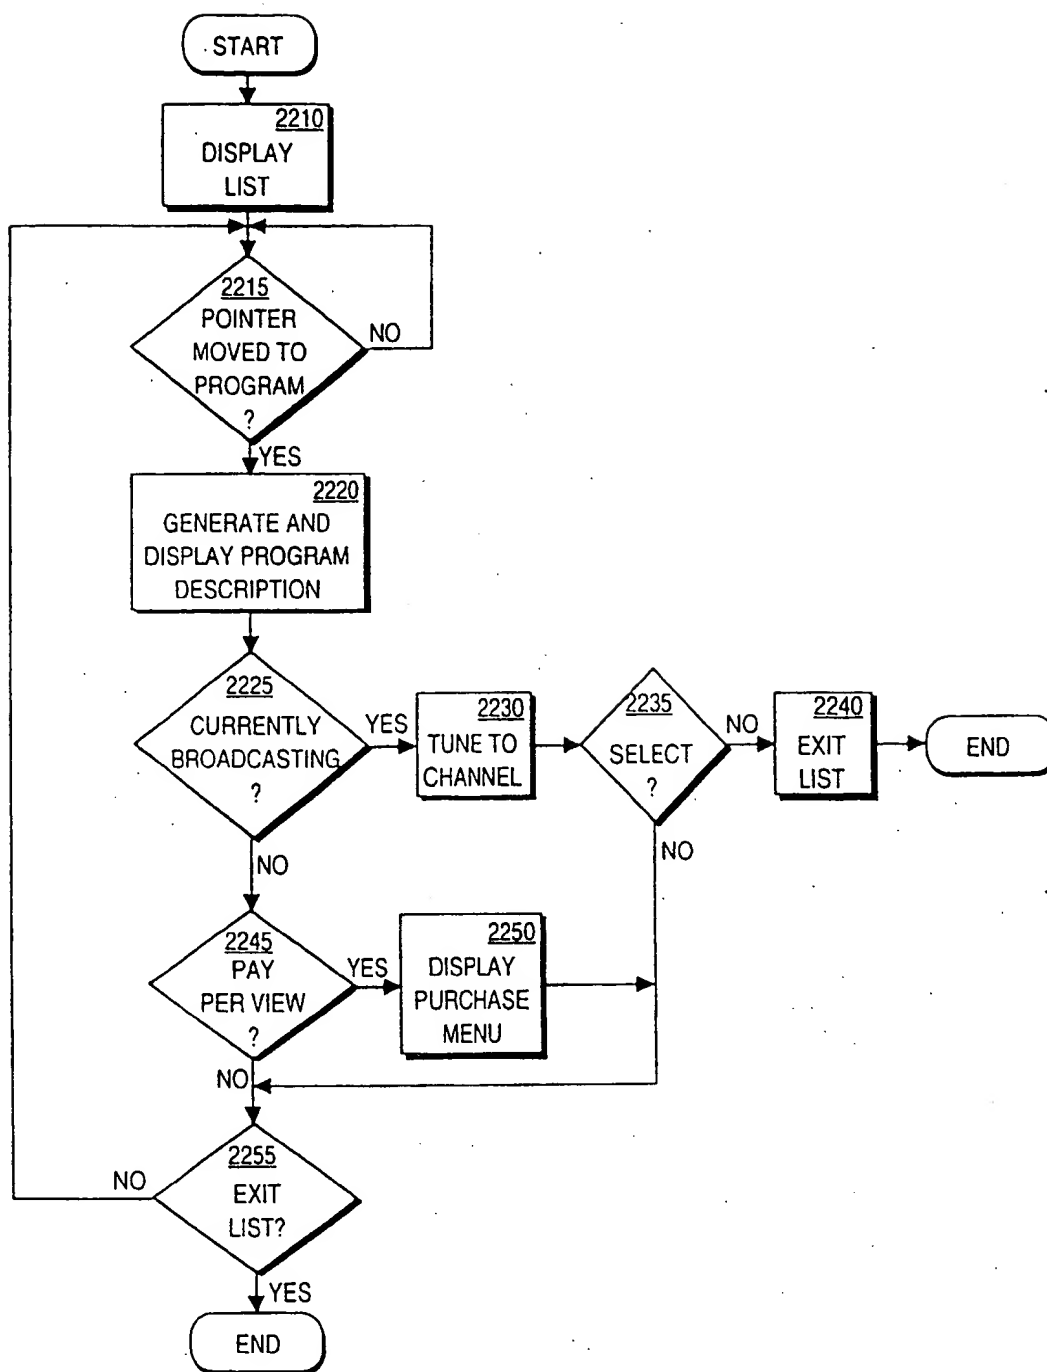 START
2210
DISPLAY
LIST
2215
POINTER
MOVED TO
PROGRAM
?
NO
YES
2220
GENERATE AND
DISPLAY PROGRAM
DESCRIPTION
2225
CURRENTLY
BROADCASTING
?
YES
2230
TUNE TO
CHANNEL
2235
SELECT
?
NO
2240
EXIT
LIST
END
NO
NO
2245
PAY
PER VIEW
?
YES
2250
DISPLAY
PURCHASE
MENU
NO
2255
EXIT
LIST?
NO
YES
END